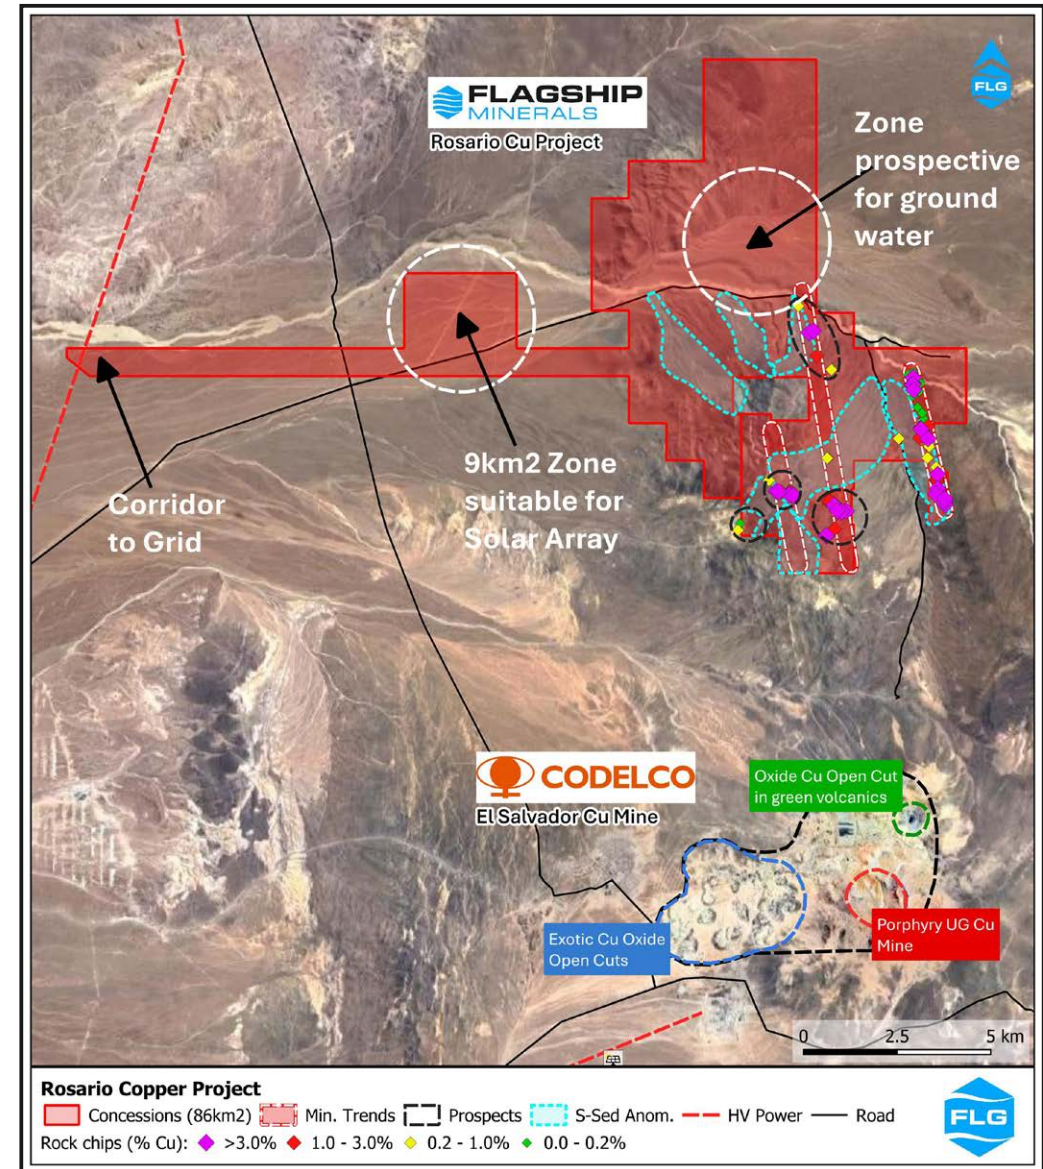 FLG
FLAGSHIP
MINERALS
Rosario Cu Project
Zone
prospective
for ground
water
9km2 Zone
suitable for
Solar Array
Corridor
to Grid
CODELCO
El Salvador Cu Mine
Oxide Cu Open Cut
in green volcanics
Exotic Cu Oxide
Open Cuts
Porphyry UG Cu
Mine
0 2.5 5 km
Rosario Copper Project
Concessions (86km2) Min. Trends Prospects S-Sed Anom. HV Power Road
Rock chips (% Cu): >3.0% 1.0 - 3.0% 0.2 - 1.0% 0.0 - 0.2%
FLG